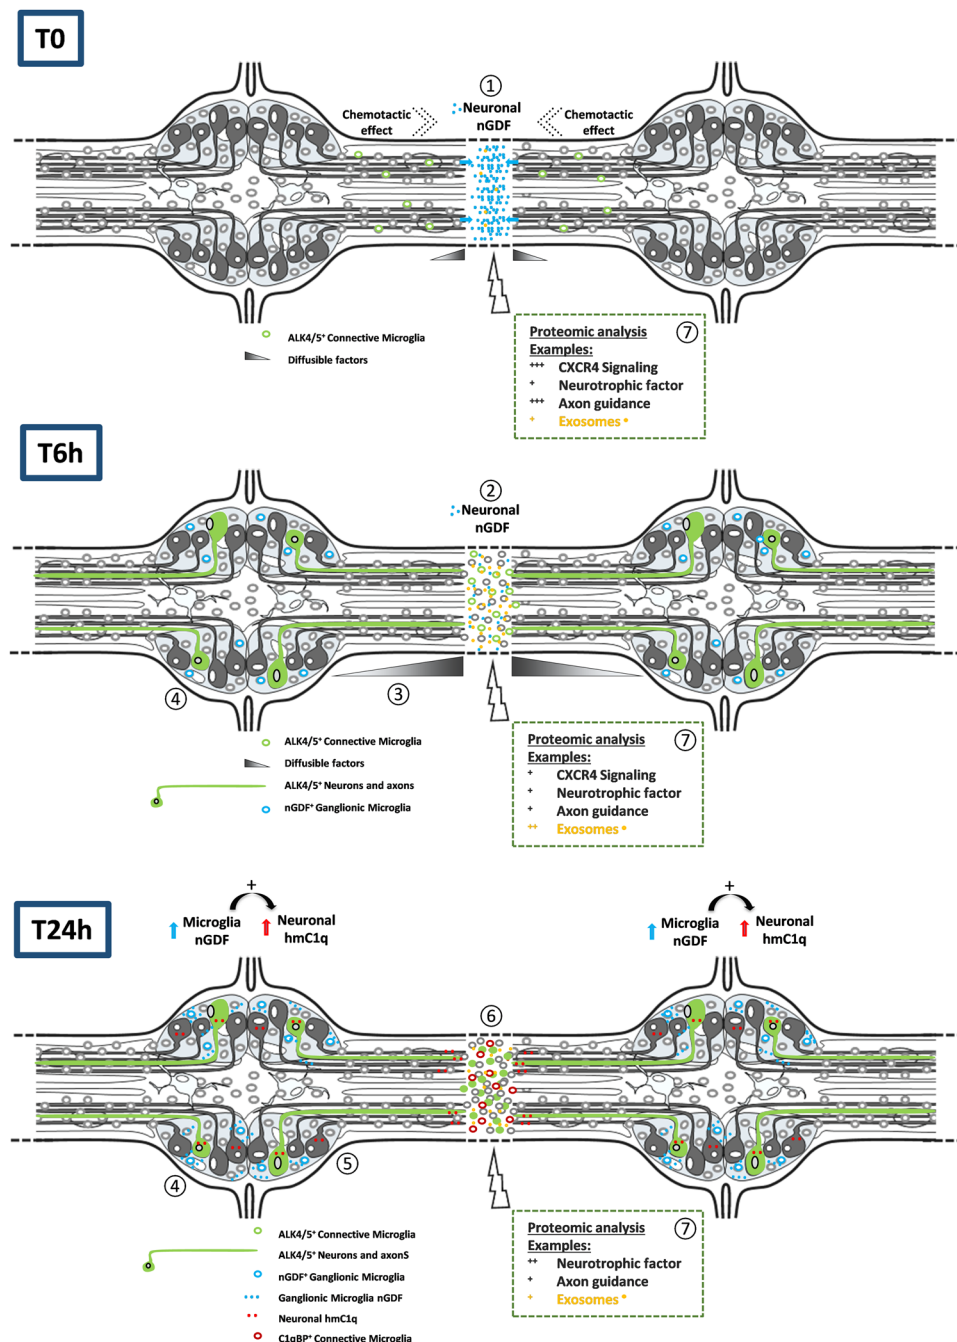 T0
①
Neuronal
nGDF
Chemotactic
effect
Chemotactic
effect
ALK4/5⁺ Connective Microglia
Diffusible factors
⑦
Proteomic analysis
Examples:
+++ CXCR4 Signaling
+ Neurotrophic factor
+++ Axon guidance
+ Exosomes •
T6h
②
Neuronal
nGDF
③
④
ALK4/5⁺ Connective Microglia
Diffusible factors
ALK4/5⁺ Neurons and axons
nGDF⁺ Ganglionic Microglia
⑦
Proteomic analysis
Examples:
+ CXCR4 Signaling
+ Neurotrophic factor
+ Axon guidance
++ Exosomes •
T24h
+
Microglia
nGDF
Neuronal
hmC1q
+
Microglia
nGDF
Neuronal
hmC1q
⑥
④
⑤
ALK4/5⁺ Connective Microglia
ALK4/5⁺ Neurons and axonS
nGDF⁺ Ganglionic Microglia
Ganglionic Microglia nGDF
Neuronal hmC1q
C1qBP⁺ Connective Microglia
⑦
Proteomic analysis
Examples:
++ Neurotrophic factor
+ Axon guidance
+ Exosomes •